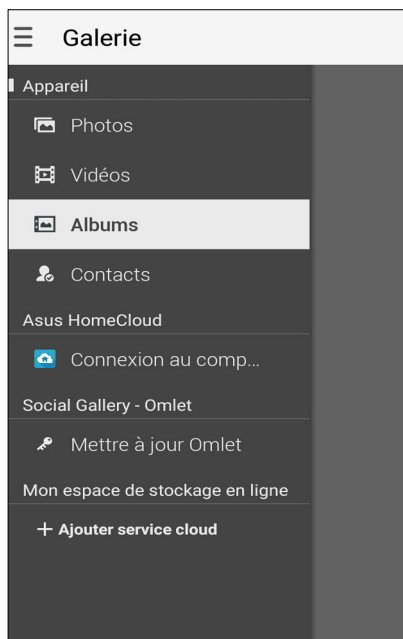 Galerie
Appareil
Photos
Vidéos
Albums
Contacts
Asus HomeCloud
Connexion au comp...
Social Gallery - Omlet
Mettre à jour Omlet
Mon espace de stockage en ligne
+ Ajouter service cloud